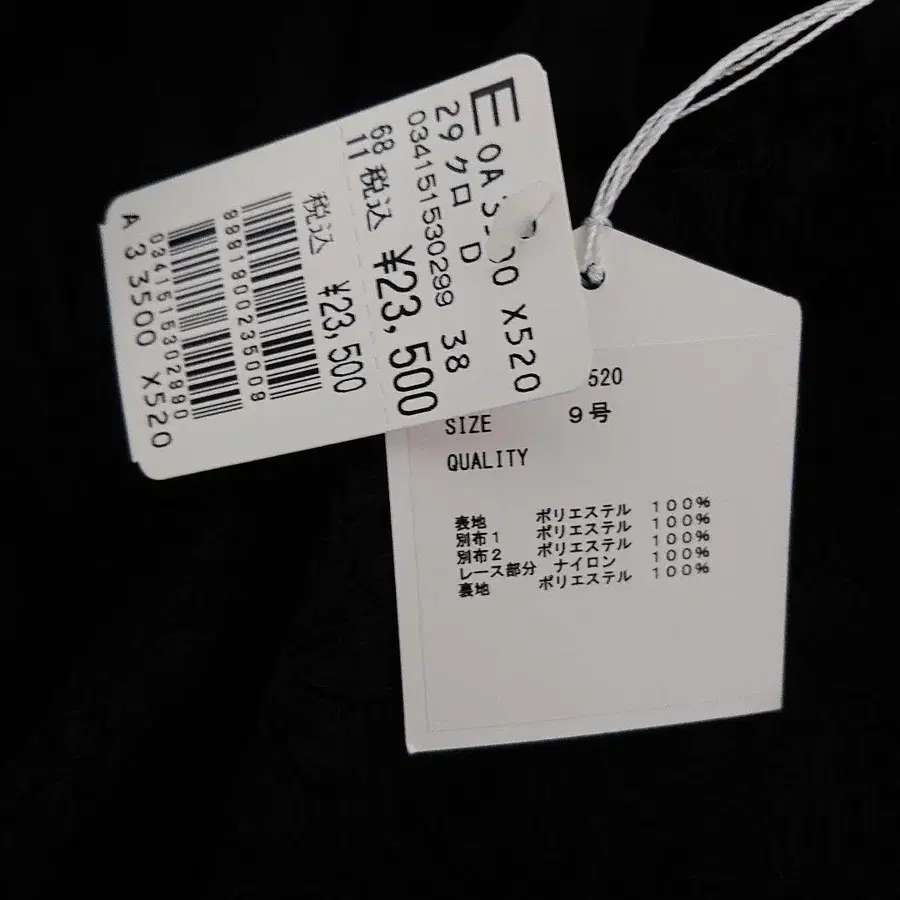 E
0A3500 X520
29 クロ D
034151530299 38
68
11 税込 ¥23,500
税込 ¥23,500
8881900235009
0341515302990
A 3 3500 X520
520
SIZE 9号
QUALITY
表地 ポリエステル 100%
別布1 ポリエステル 100%
別布2 ポリエステル 100%
レース部分 ナイロン 100%
裏地 ポリエステル 100%